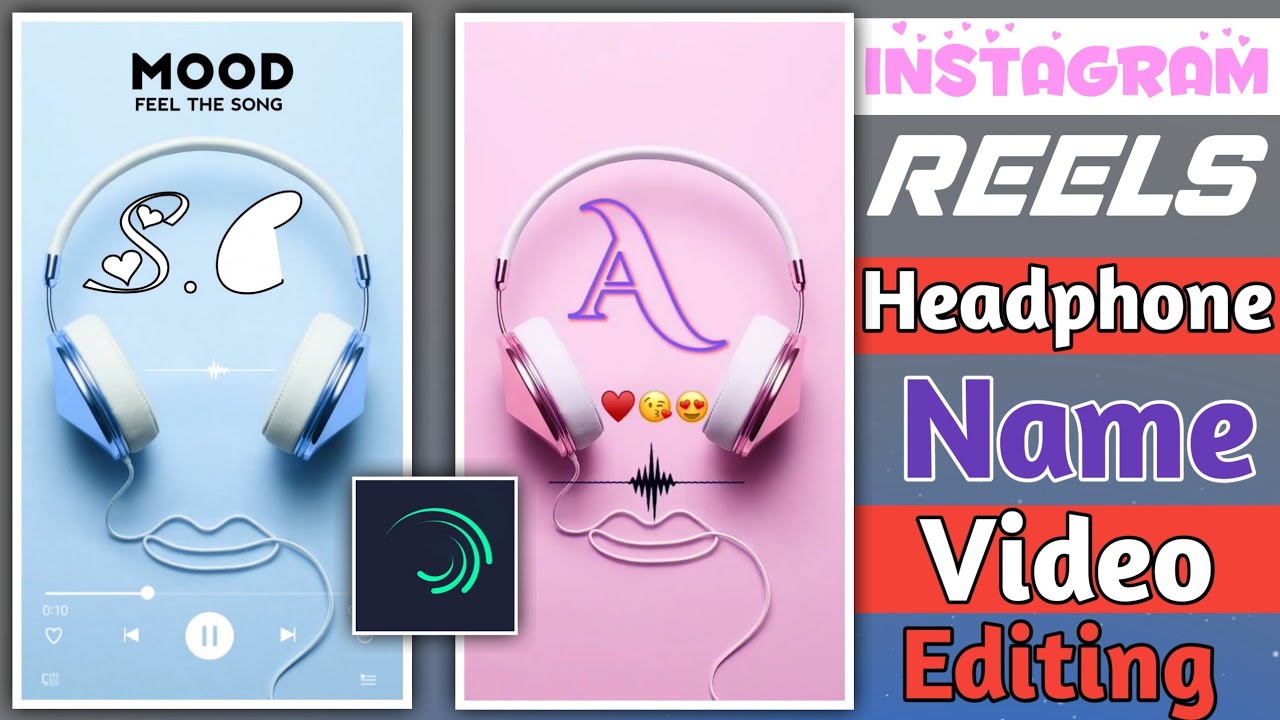 MOOD
FEEL THE SONG
S.
0:10
A
INSTAGRAM
REELS
Headphone
Name
Video
Editing